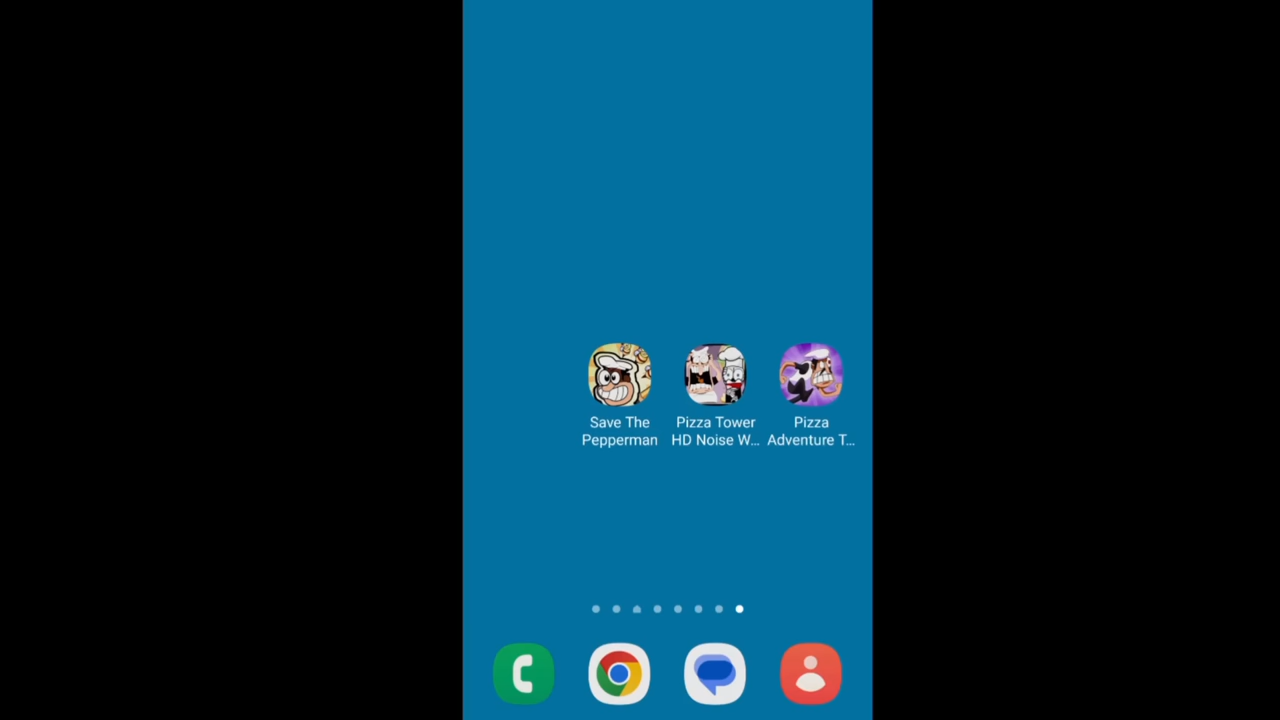 Save The
Pepperman
Pizza Tower
HD Noise W...
Pizza
Adventure T...